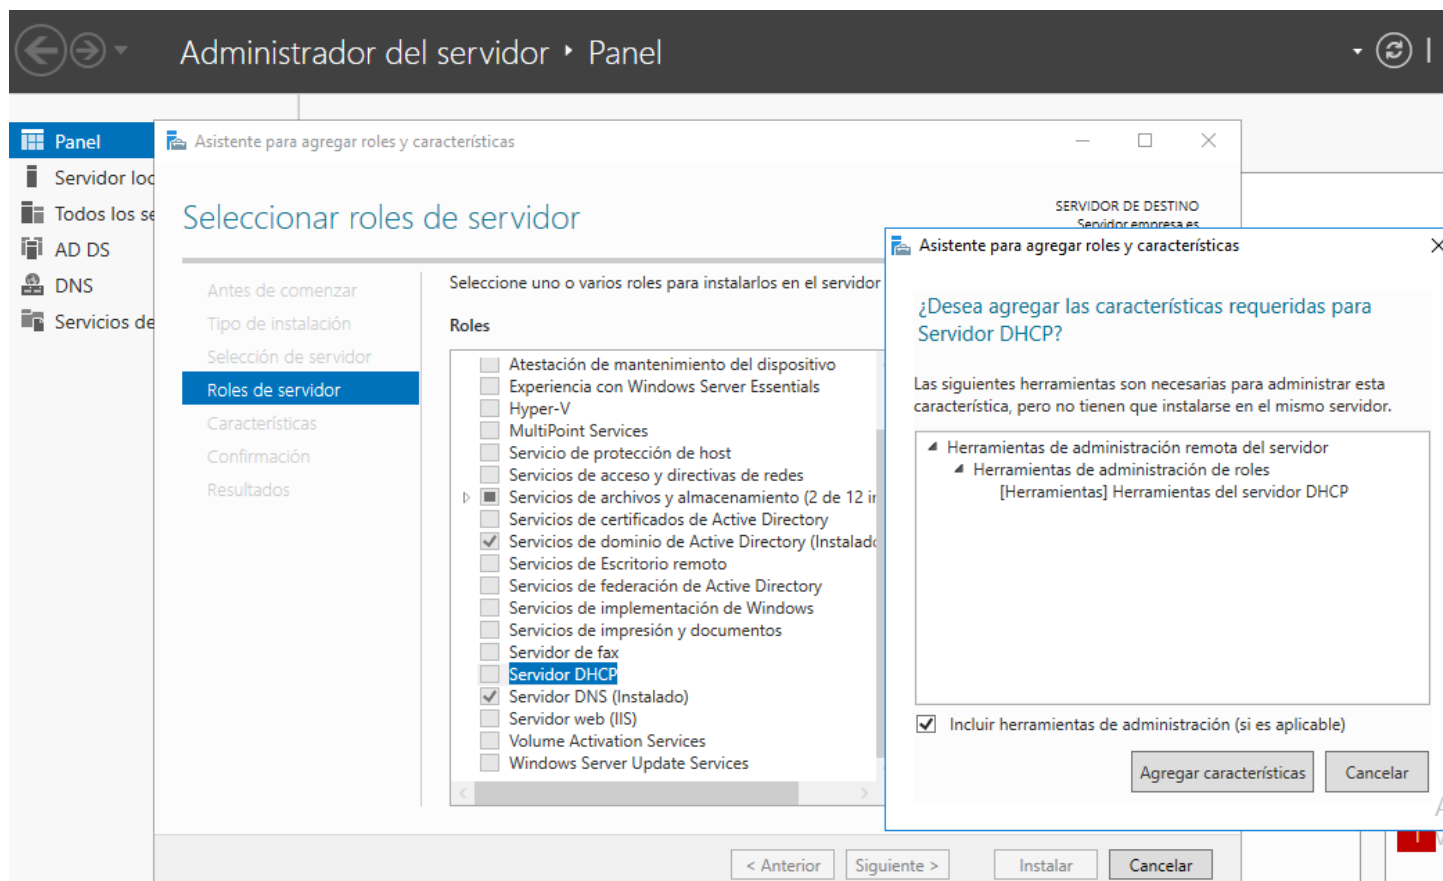 Administrador del servidor ‣ Panel
Panel
Servidor loc
Todos los se
AD DS
DNS
Servicios de
Asistente para agregar roles y características
Seleccionar roles de servidor
SERVIDOR DE DESTINO
Servidor.empresa.es
Antes de comenzar
Tipo de instalación
Selección de servidor
Roles de servidor
Características
Confirmación
Resultados
Seleccione uno o varios roles para instalarlos en el servidor
Roles
Atestación de mantenimiento del dispositivo
Experiencia con Windows Server Essentials
Hyper-V
MultiPoint Services
Servicio de protección de host
Servicios de acceso y directivas de redes
Servicios de archivos y almacenamiento (2 de 12 in
Servicios de certificados de Active Directory
Servicios de dominio de Active Directory (Instalado
Servicios de Escritorio remoto
Servicios de federación de Active Directory
Servicios de implementación de Windows
Servicios de impresión y documentos
Servidor de fax
Servidor DHCP
Servidor DNS (Instalado)
Servidor web (IIS)
Volume Activation Services
Windows Server Update Services
< Anterior
Siguiente >
Instalar
Cancelar
Asistente para agregar roles y características
¿Desea agregar las características requeridas para
Servidor DHCP?
Las siguientes herramientas son necesarias para administrar esta
característica, pero no tienen que instalarse en el mismo servidor.
Herramientas de administración remota del servidor
Herramientas de administración de roles
[Herramientas] Herramientas del servidor DHCP
Incluir herramientas de administración (si es aplicable)
Agregar características
Cancelar